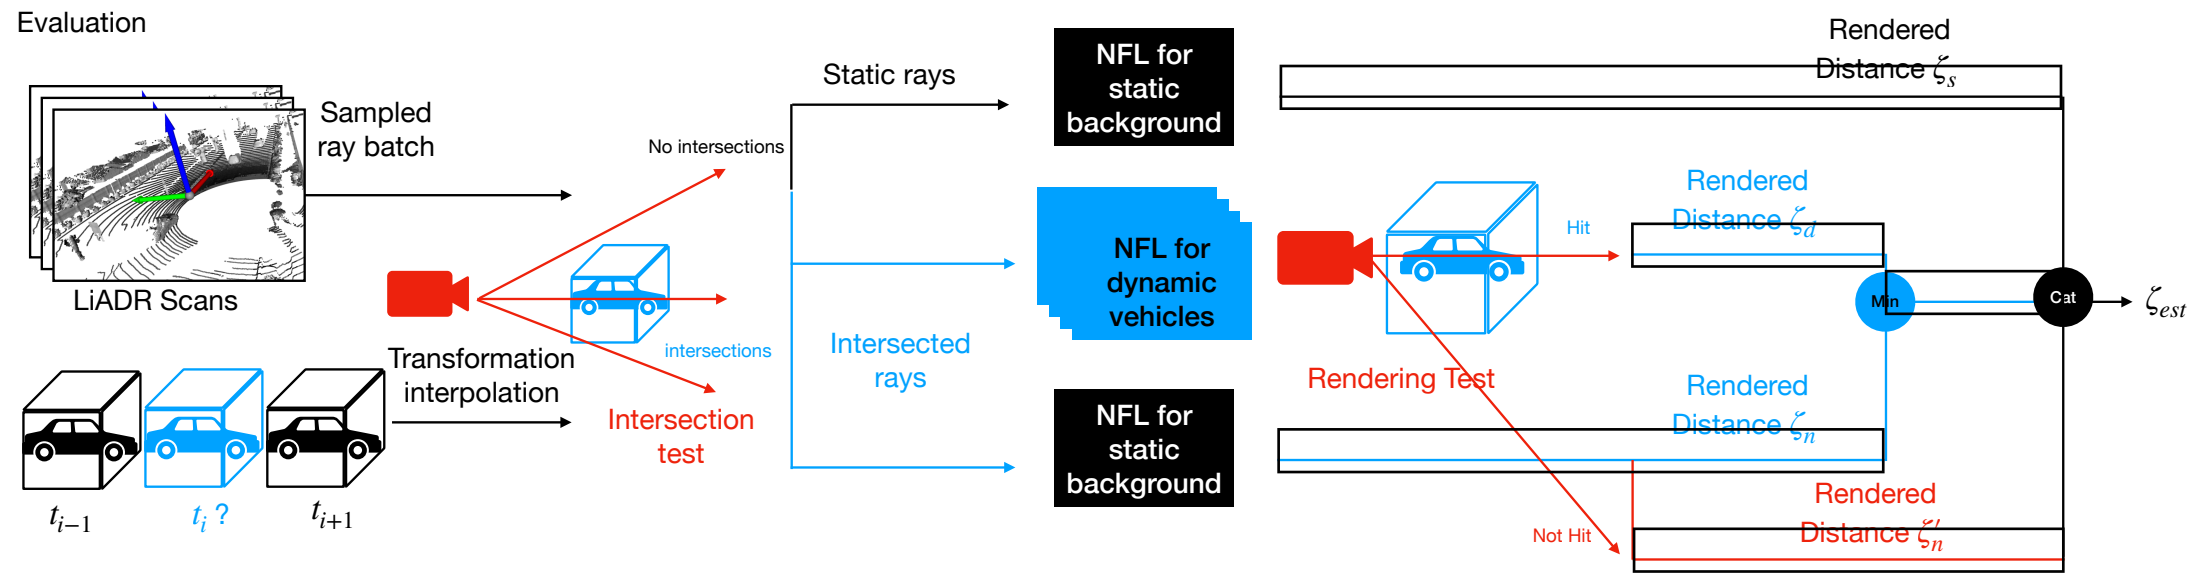 Evaluation
Sampled
ray batch
LiADR Scans
t_{i-1}
t_i ?
t_{i+1}
Transformation
interpolation
No intersections
intersections
Intersection
test
Static rays
Intersected
rays
NFL for
static
background
NFL for
dynamic
vehicles
NFL for
static
background
Rendering Test
Hit
Not Hit
Rendered
Distance ζ_s
Rendered
Distance ζ_d
Rendered
Distance ζ_n
Rendered
Distance ζ′_n
Min
Cat
ζ_{est}